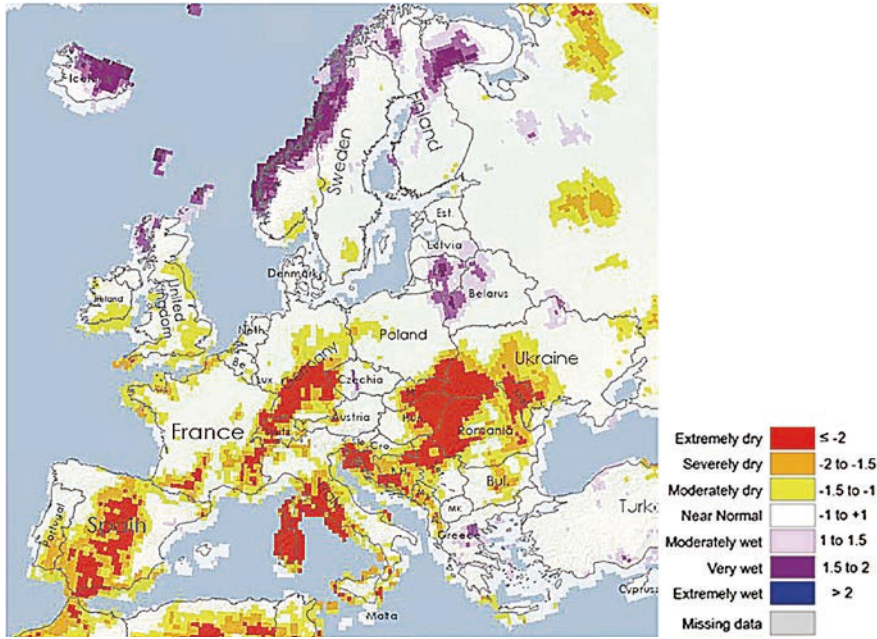 Iceland
Finland
Sweden
Est.
Latvia
Denmark
Belarus
Ireland
United
Kingdom
Neth.
Poland
Be
Germany
Ukraine
Lux.
Czechia
France
Austria
Switz.
Romania
Cro.
Bul.
Spain
Portugal
MK
Greece
Turke
Malta
Cyprus
Extremely dry ≤ -2
Severely dry -2 to -1.5
Moderately dry -1.5 to -1
Near Normal -1 to +1
Moderately wet 1 to 1.5
Very wet 1.5 to 2
Extremely wet > 2
Missing data